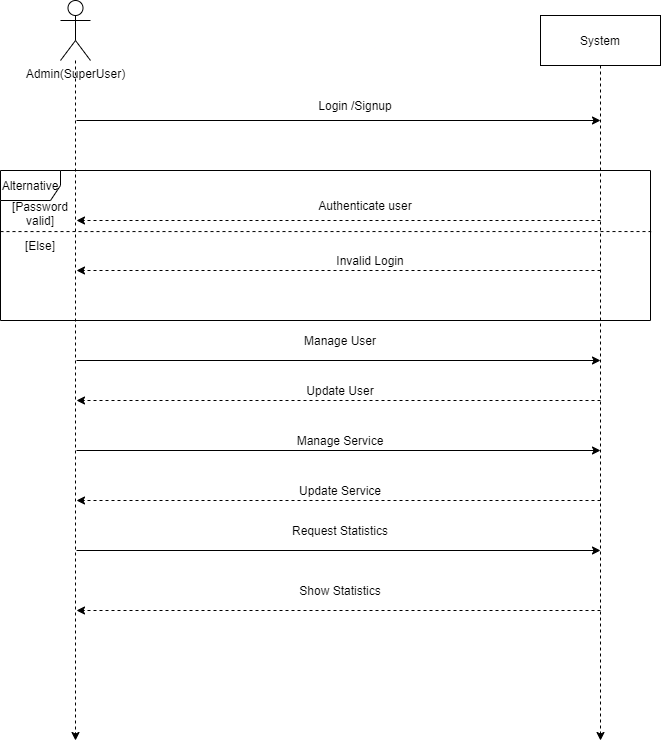 System
Admin(SuperUser)
Login /Signup
Alternative
[Password
valid]
Authenticate user
[Else]
Invalid Login
Manage User
Update User
Manage Service
Update Service
Request Statistics
Show Statistics